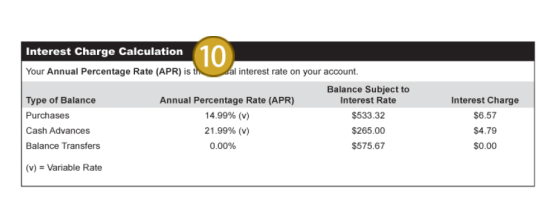 Interest Charge Calculation
10
Your Annual Percentage Rate (APR) is th al interest rate on your account.
Balance Subject to
Type of Balance Annual Percentage Rate (APR) Interest Rate Interest Charge
Purchases 14.99% (v) $533.32 $6.57
Cash Advances 21.99% (v) $265.00 $4.79
Balance Transfers 0.00% $575.67 $0.00
(v) = Variable Rate